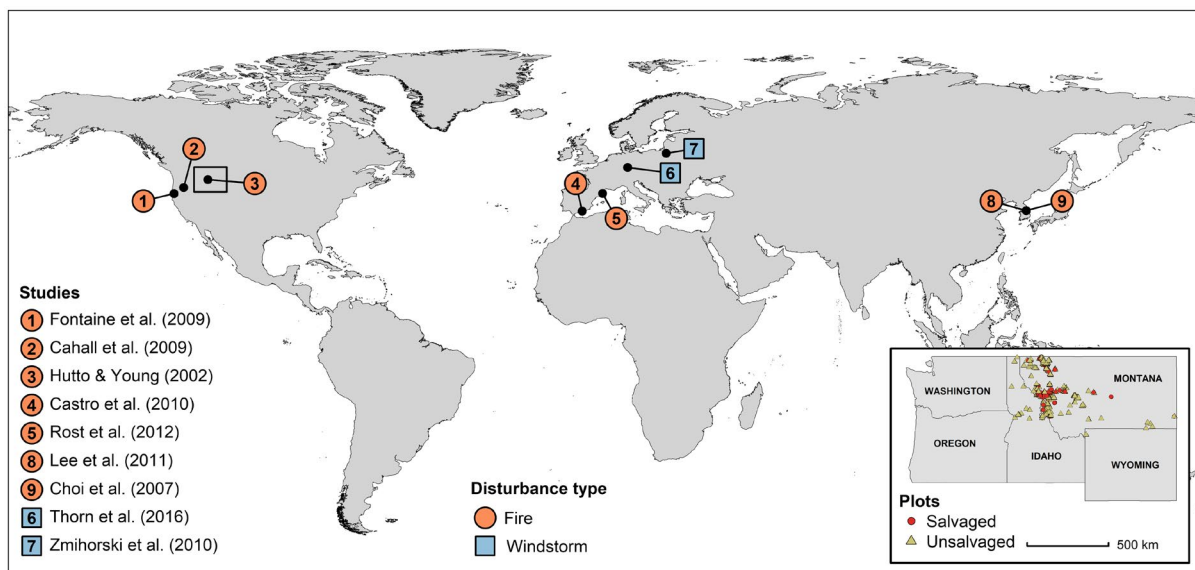 2
1
3
4
5
7
6
8
9
Studies
1 Fontaine et al. (2009)
2 Cahall et al. (2009)
3 Hutto & Young (2002)
4 Castro et al. (2010)
5 Rost et al. (2012)
8 Lee et al. (2011)
9 Choi et al. (2007)
6 Thorn et al. (2016)
7 Zmihorski et al. (2010)
Disturbance type
Fire
Windstorm
WASHINGTON
MONTANA
OREGON
IDAHO
WYOMING
Plots
Salvaged
Unsalvaged
500 km